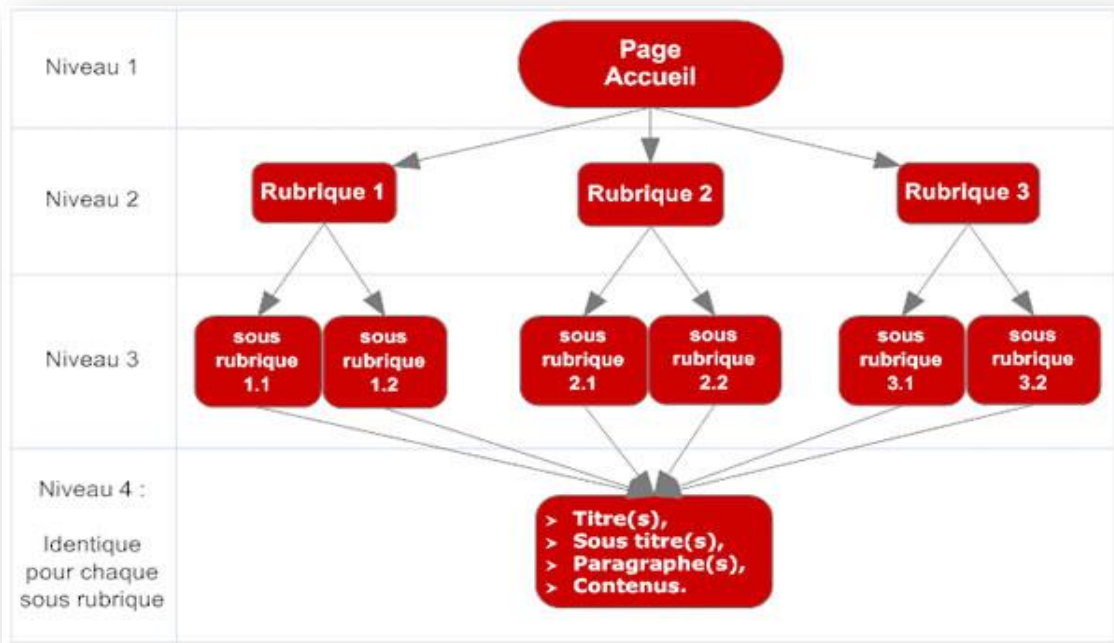 Niveau 1
Page
Accueil
Niveau 2
Rubrique 1
Rubrique 2
Rubrique 3
Niveau 3
sous
rubrique
1.1
sous
rubrique
1.2
sous
rubrique
2.1
sous
rubrique
2.2
sous
rubrique
3.1
sous
rubrique
3.2
Niveau 4 :
Identique
pour chaque
sous rubrique
➢ Titre(s),
➢ Sous titre(s),
➢ Paragraphe(s),
➢ Contenus.